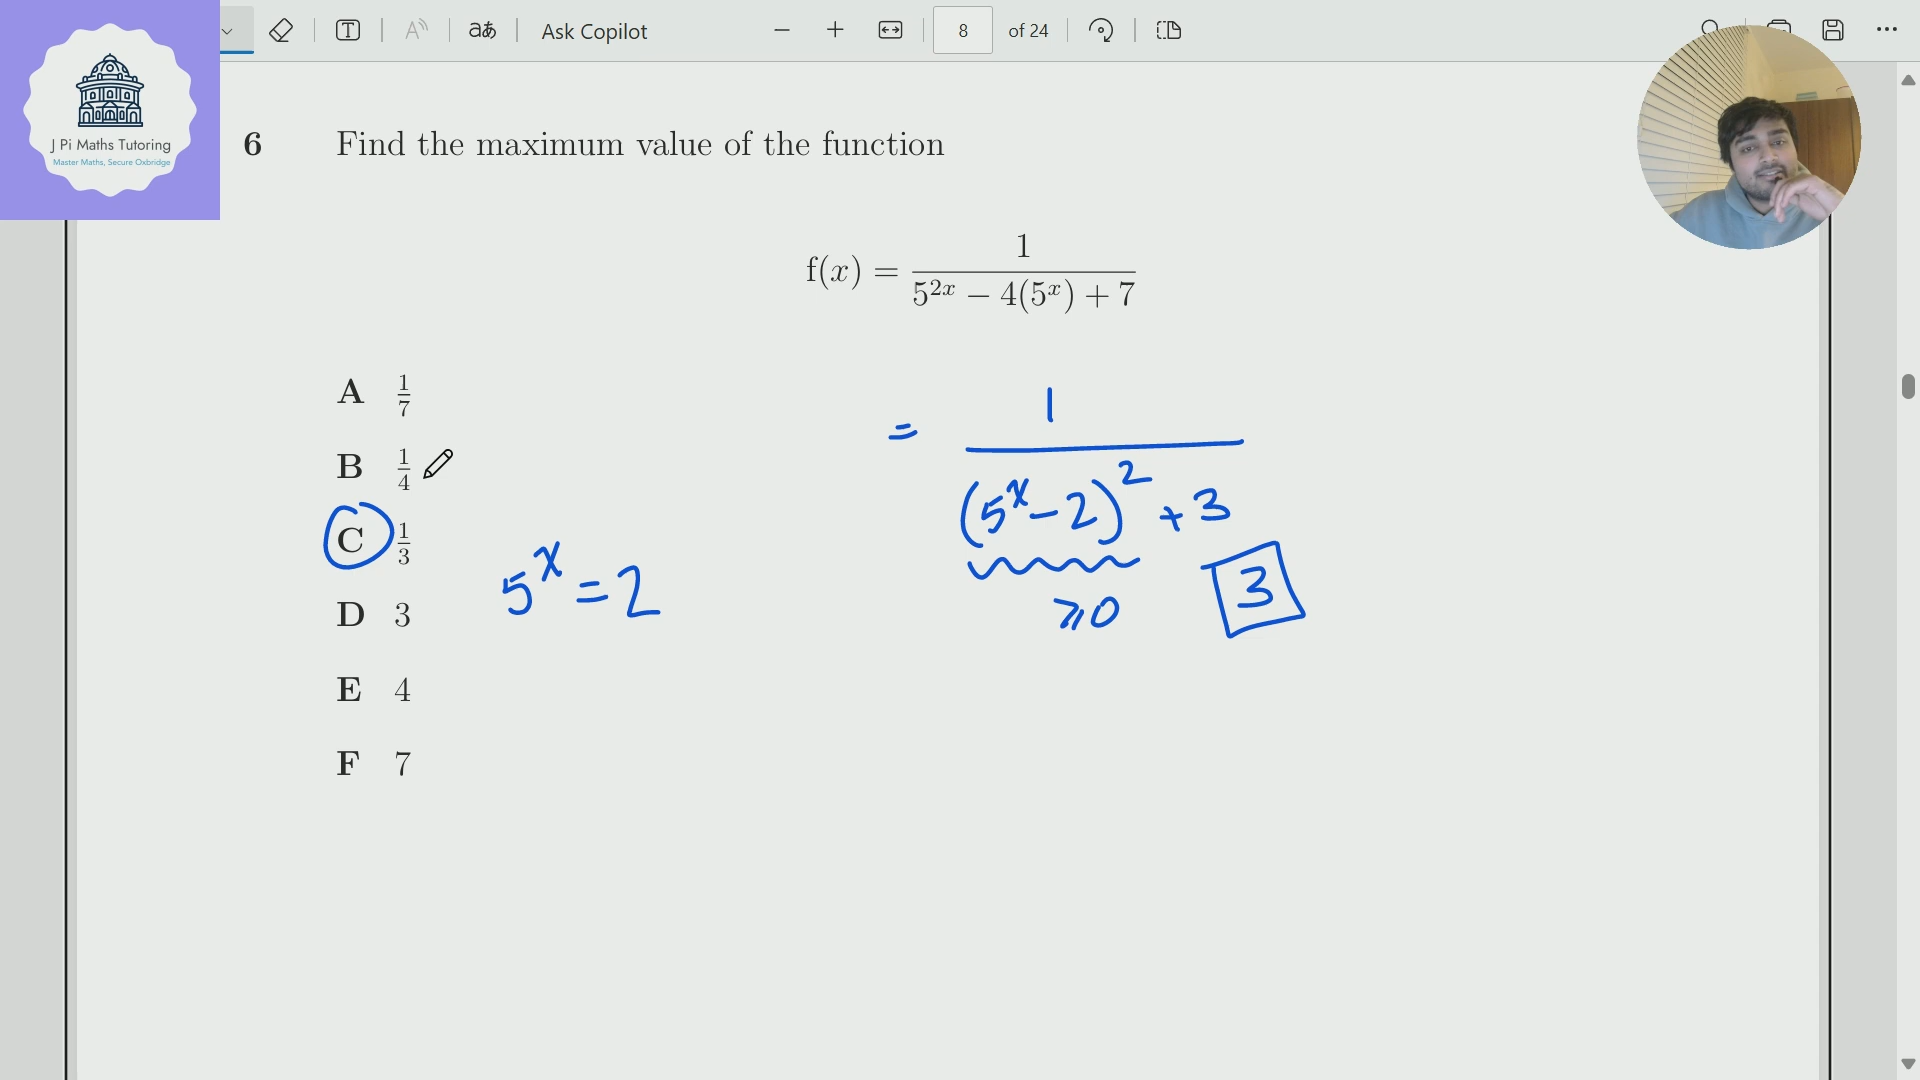 Ask Copilot
8 of 24
J Pi Maths Tutoring
Master Maths, Secure Oxbridge
6 Find the maximum value of the function
f(x) = 1 / (5^{2x} − 4(5^x) + 7)
A 1/7
B 1/4
C 1/3
D 3
E 4
F 7
= 1 / ((5^x − 2)^2 + 3)
⩾0
3
5^x = 2